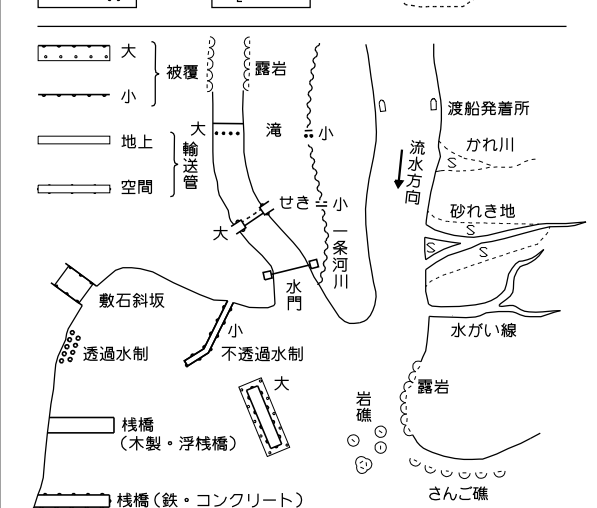 大
被覆
小
地上
輸送管
空間
露岩
大
滝
小
渡船発着所
かれ川
S
流水方向
せき
小
大
砂れき地
S
S
S
一条河川
水門
敷石斜坂
小
水がい線
透過水制
不透過水制
大
露岩
岩礁
桟橋
(木製・浮桟橋)
桟橋(鉄・コンクリート)
さんご礁